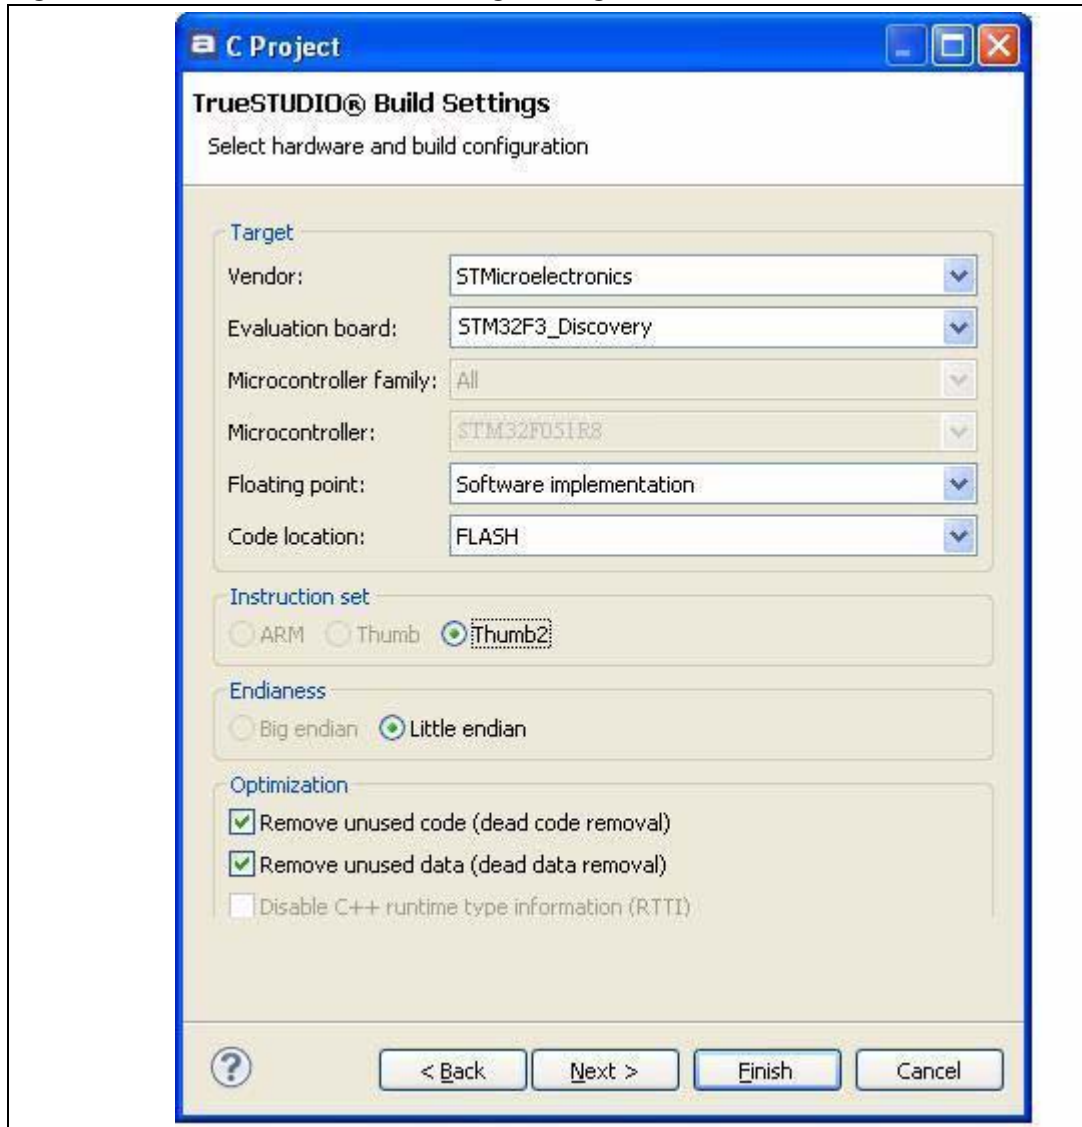 C Project
TrueSTUDIO® Build Settings
Select hardware and build configuration
Target
Vendor: STMicroelectronics
Evaluation board: STM32F3_Discovery
Microcontroller family: All
Microcontroller: STM32F051R8
Floating point: Software implementation
Code location: FLASH
Instruction set
ARM Thumb Thumb2
Endianess
Big endian Little endian
Optimization
Remove unused code (dead code removal)
Remove unused data (dead data removal)
Disable C++ runtime type information (RTTI)
? < Back Next > Finish Cancel